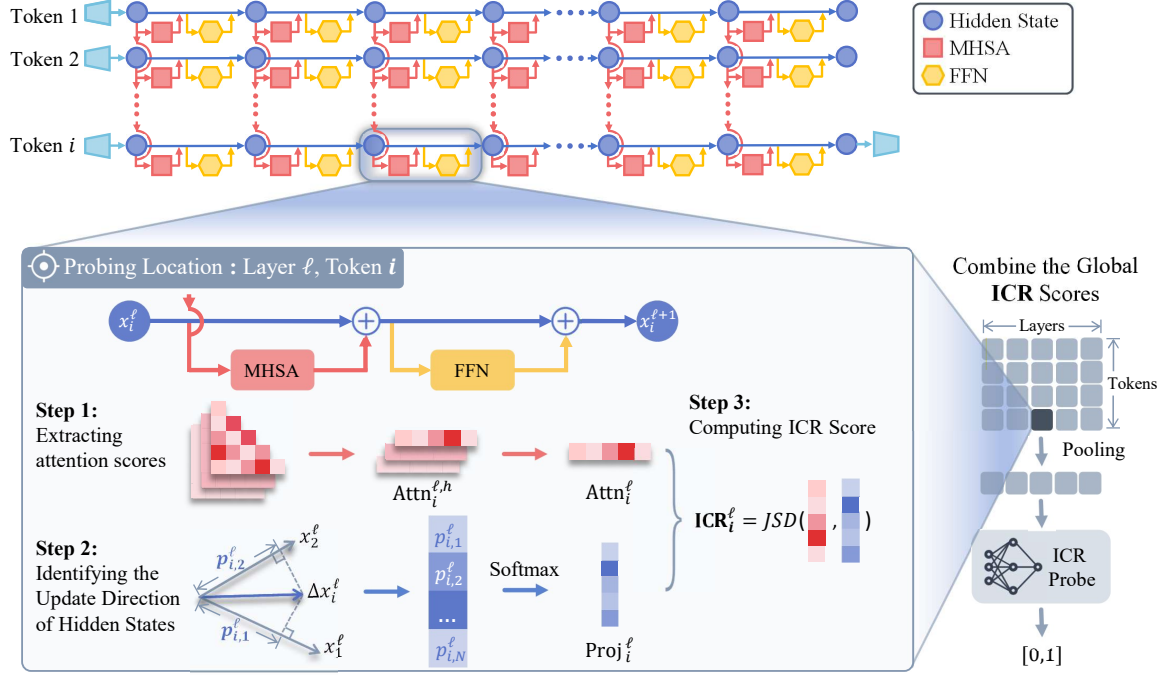 Token 1
Token 2
Token i
Hidden State
MHSA
FFN
Probing Location : Layer ℓ, Token i
x_i^ℓ
x_i^{ℓ+1}
MHSA
FFN
Step 1:
Extracting
attention scores
Attn_i^{ℓ,h}
Attn_i^ℓ
Step 2:
Identifying the
Update Direction
of Hidden States
x_2^ℓ
p_{i,2}^ℓ
Δx_i^ℓ
p_{i,1}^ℓ
x_1^ℓ
p_{i,1}^ℓ
p_{i,2}^ℓ
...
p_{i,N}^ℓ
Softmax
Proj_i^ℓ
Step 3:
Computing ICR Score
ICR_i^ℓ = JSD( , )
Combine the Global
ICR Scores
Layers
Tokens
Pooling
ICR
Probe
[0,1]